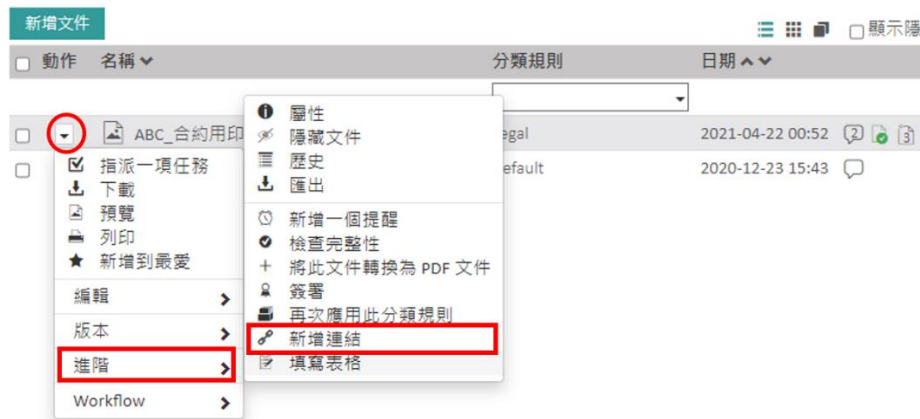 新增文件
顯示隱
動作 名稱 分類規則 日期
ABC_合約用印 egal 2021-04-22 00:52 2 3
efault 2020-12-23 15:43
指派一項任務
下載
預覽
列印
新增到最愛
編輯
版本
進階
Workflow
屬性
隱藏文件
歷史
匯出
新增一個提醒
檢查完整性
將此文件轉換為 PDF 文件
簽署
再次應用此分類規則
新增連結
填寫表格